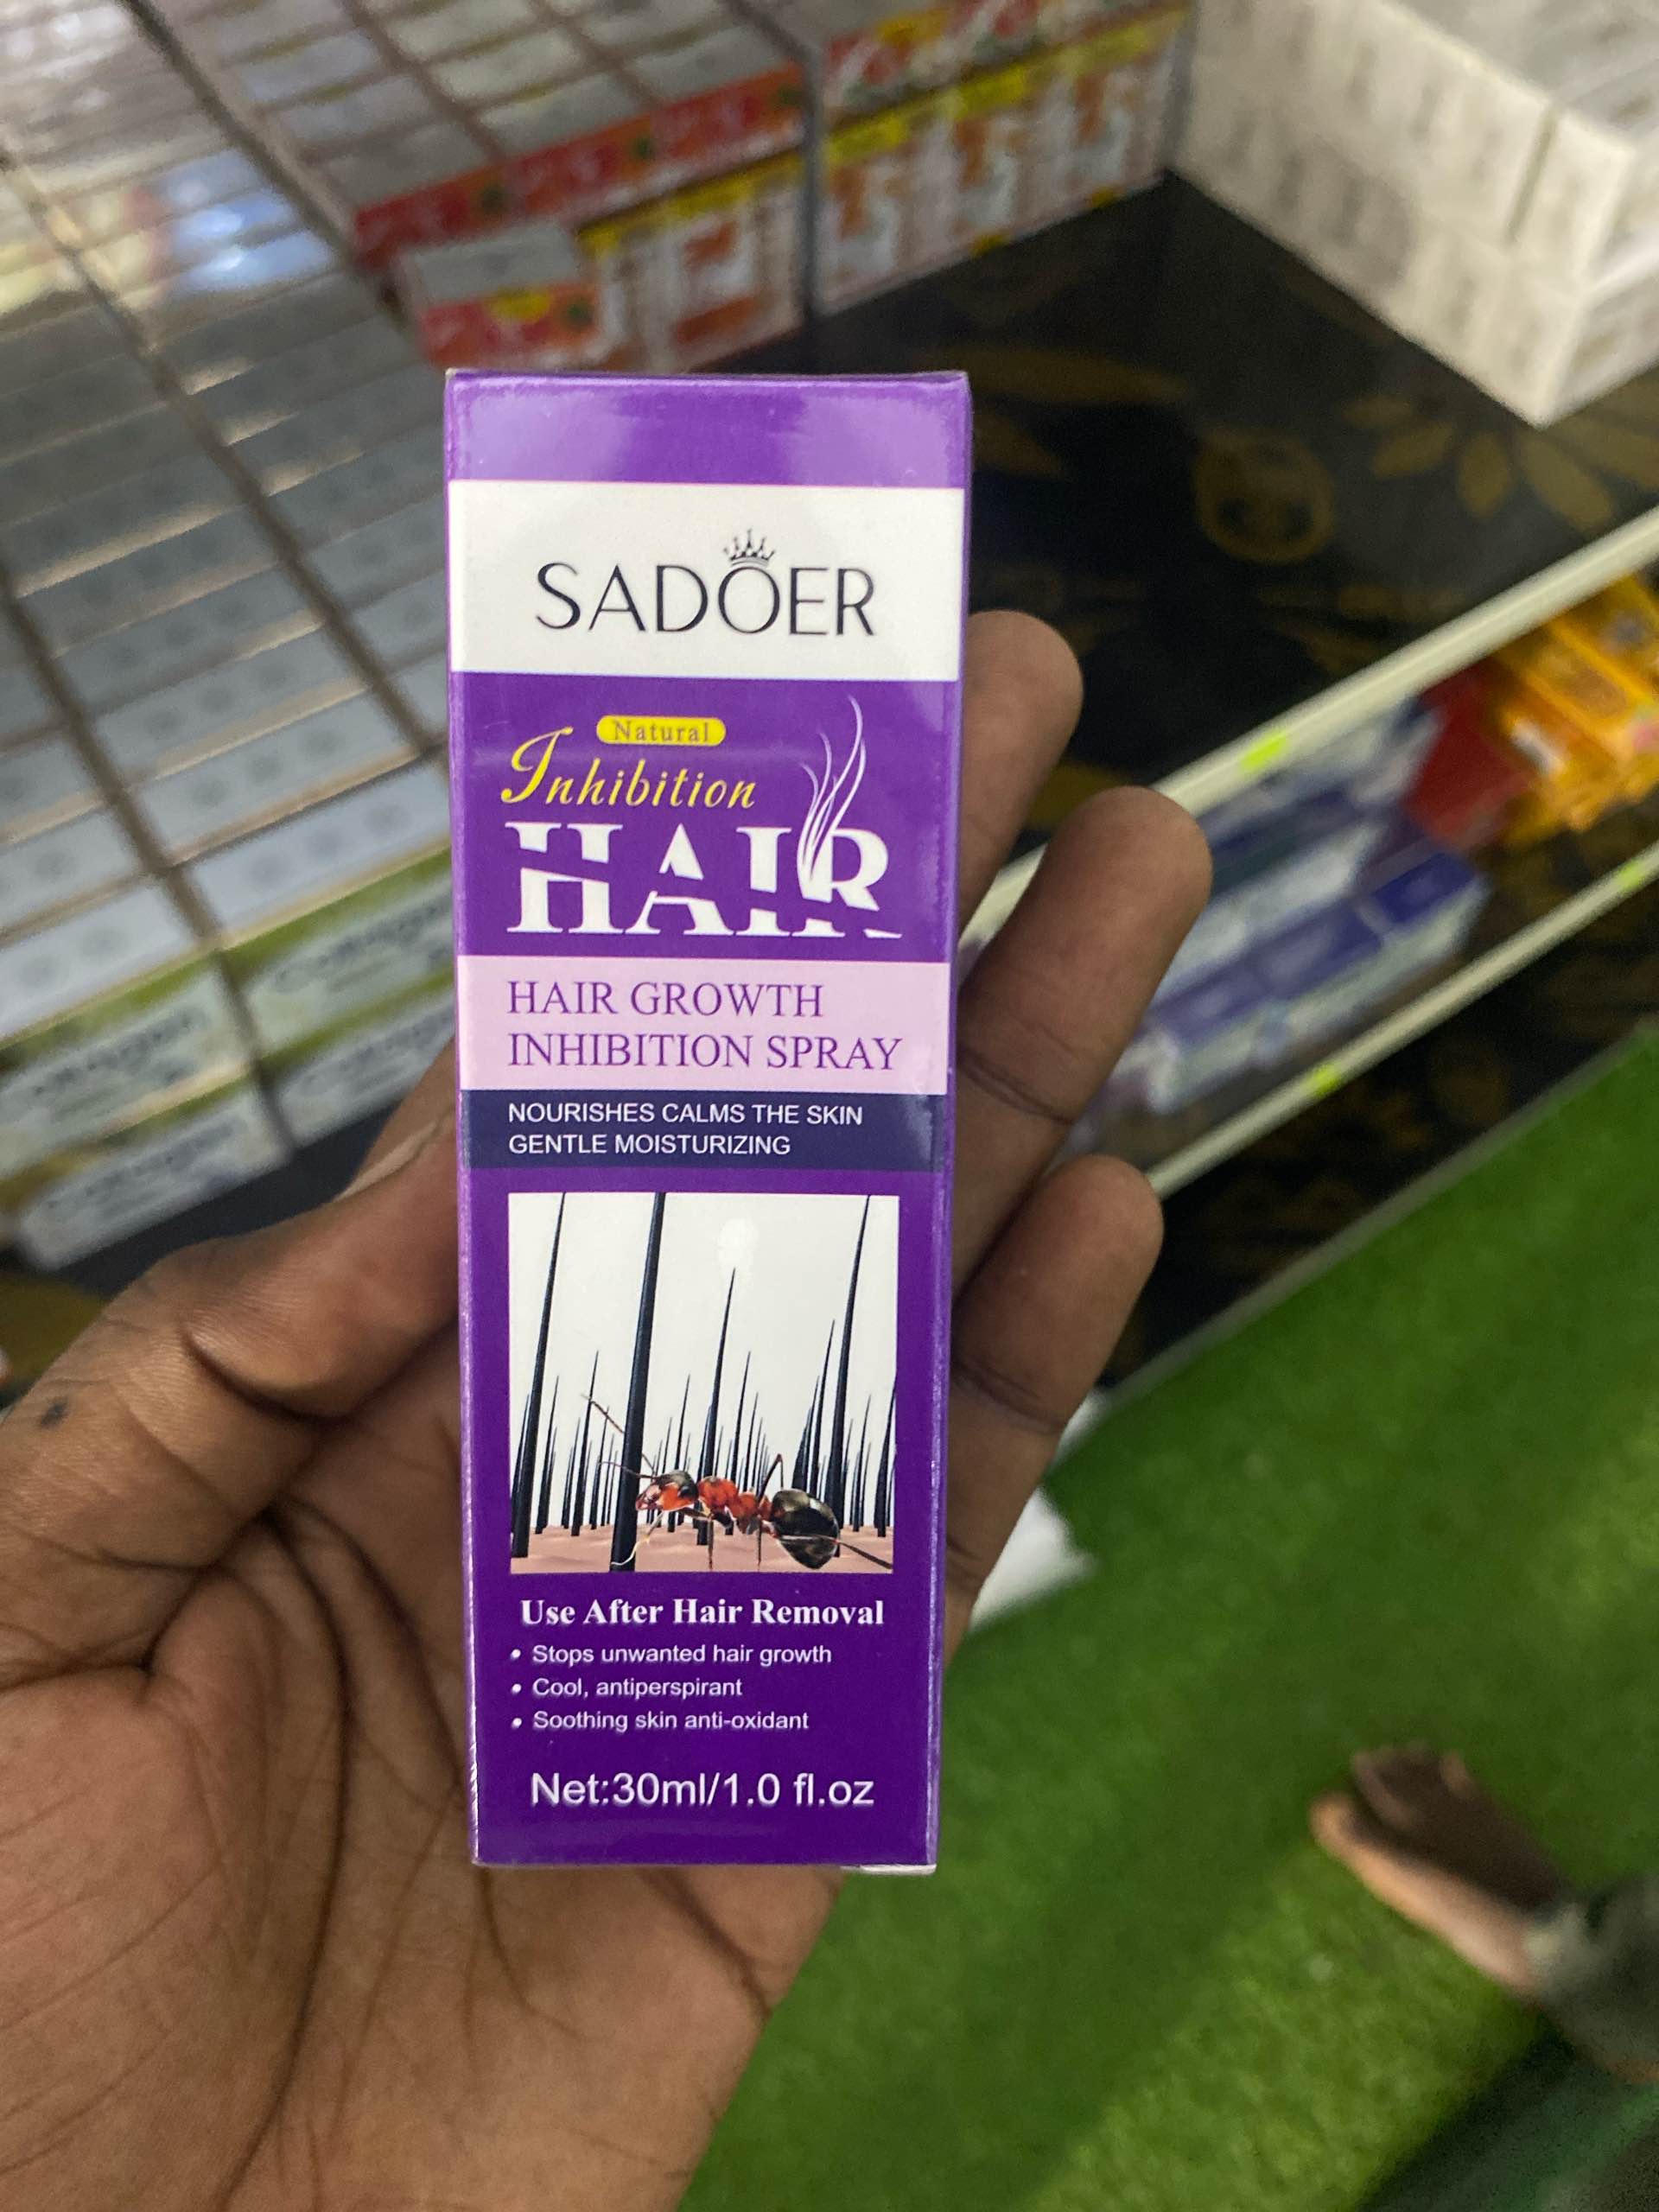 SADOER
Natural
Inhibition
HAIR
HAIR GROWTH
INHIBITION SPRAY
NOURISHES CALMS THE SKIN
GENTLE MOISTURIZING
Use After Hair Removal
• Stops unwanted hair growth
• Cool, antiperspirant
• Soothing skin anti-oxidant
Net:30ml/1.0 fl.oz